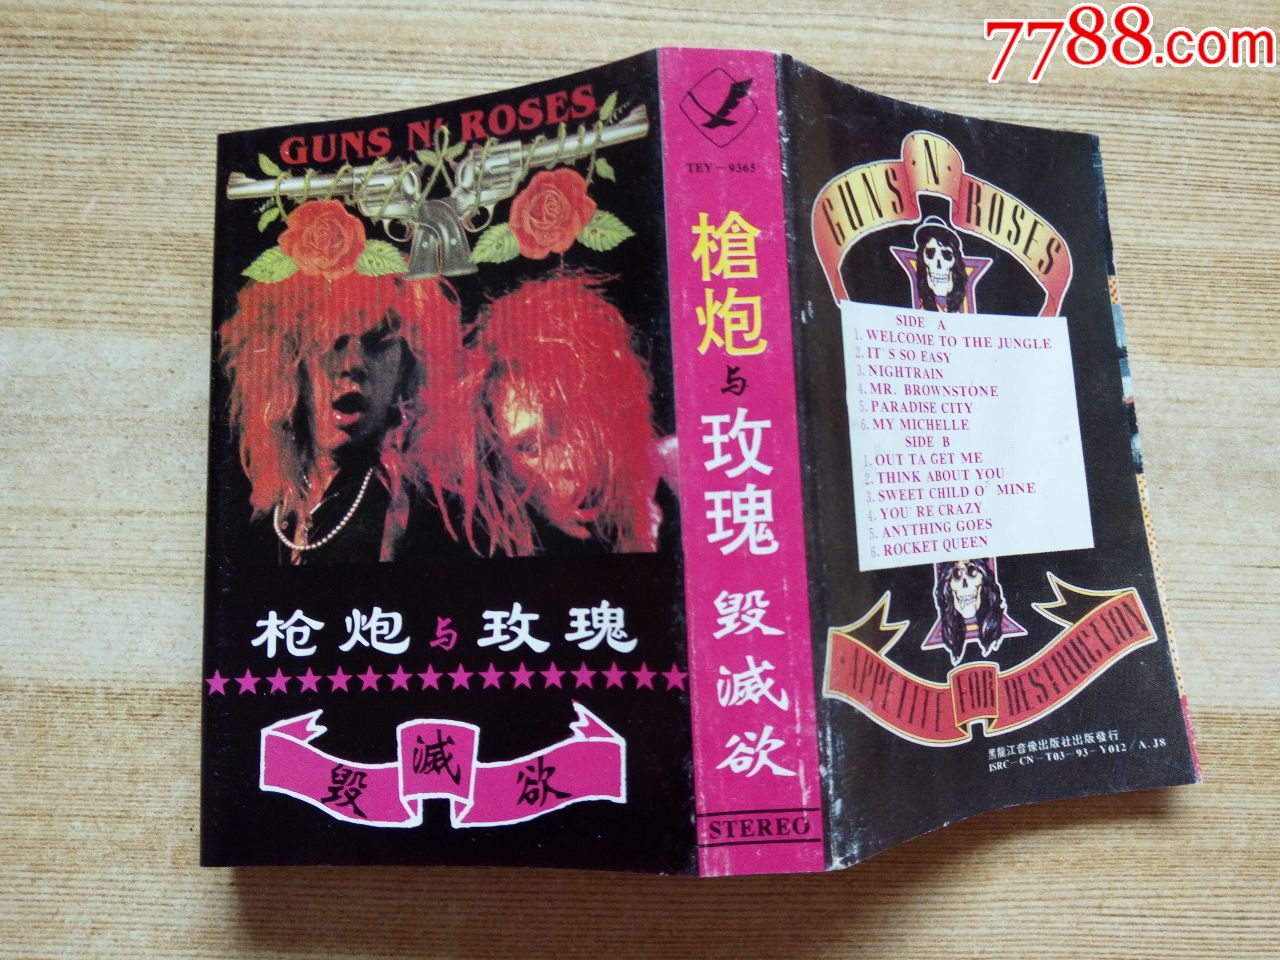 7788.com
GUNS N' ROSES
枪炮与玫瑰
毁灭欲
TEY-9365
槍炮与玫瑰 毁灭欲
STEREO
GUNS N' ROSES
SIDE A
1. WELCOME TO THE JUNGLE
2. IT'S SO EASY
3. NIGHTRAIN
4. MR. BROWNSTONE
5. PARADISE CITY
6. MY MICHELLE
SIDE B
1. OUT TA GET ME
2. THINK ABOUT YOU
3. SWEET CHILD O' MINE
4. YOU'RE CRAZY
5. ANYTHING GOES
6. ROCKET QUEEN
APPETITE FOR DESTRUCTION
黑龍江音像出版社出版發行
ISRC-CN-T03-93-V012/A.J8